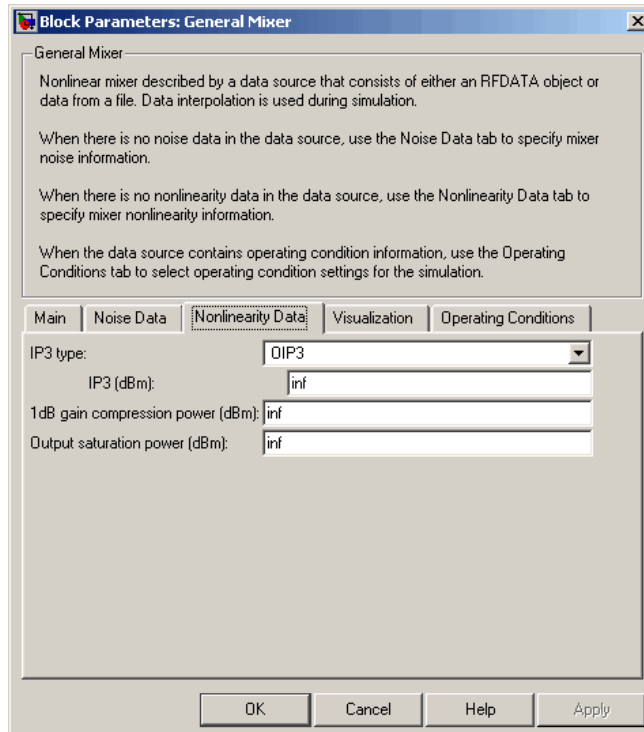 Block Parameters: General Mixer
General Mixer
Nonlinear mixer described by a data source that consists of either an RFDATA object or
data from a file. Data interpolation is used during simulation.
When there is no noise data in the data source, use the Noise Data tab to specify mixer
noise information.
When there is no nonlinearity data in the data source, use the Nonlinearity Data tab to
specify mixer nonlinearity information.
When the data source contains operating condition information, use the Operating
Conditions tab to select operating condition settings for the simulation.
Main Noise Data Nonlinearity Data Visualization Operating Conditions
IP3 type: OIP3
IP3 (dBm): inf
1dB gain compression power (dBm): inf
Output saturation power (dBm): inf
OK Cancel Help Apply